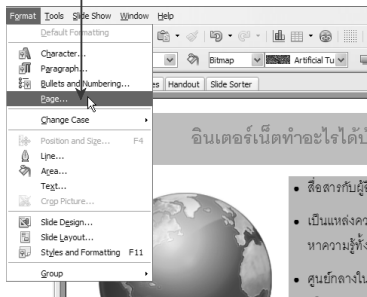 Format Tools Slide Show Window Help
Default Formatting
Character...
Paragraph...
Bullets and Numbering...
Page...
Change Case
Position and Size... F4
Line...
Area...
Text...
Crop Picture...
Slide Design...
Slide Layout...
Styles and Formatting F11
Group
Bitmap
Artificial Tu
Handout Slide Sorter
อินเตอร์เน็ตทำอะไรได้
• สื่อสารกับผู้
• เป็นแหล่งคว
หาความรู้ทั้ง
• ศูนย์กลางใน